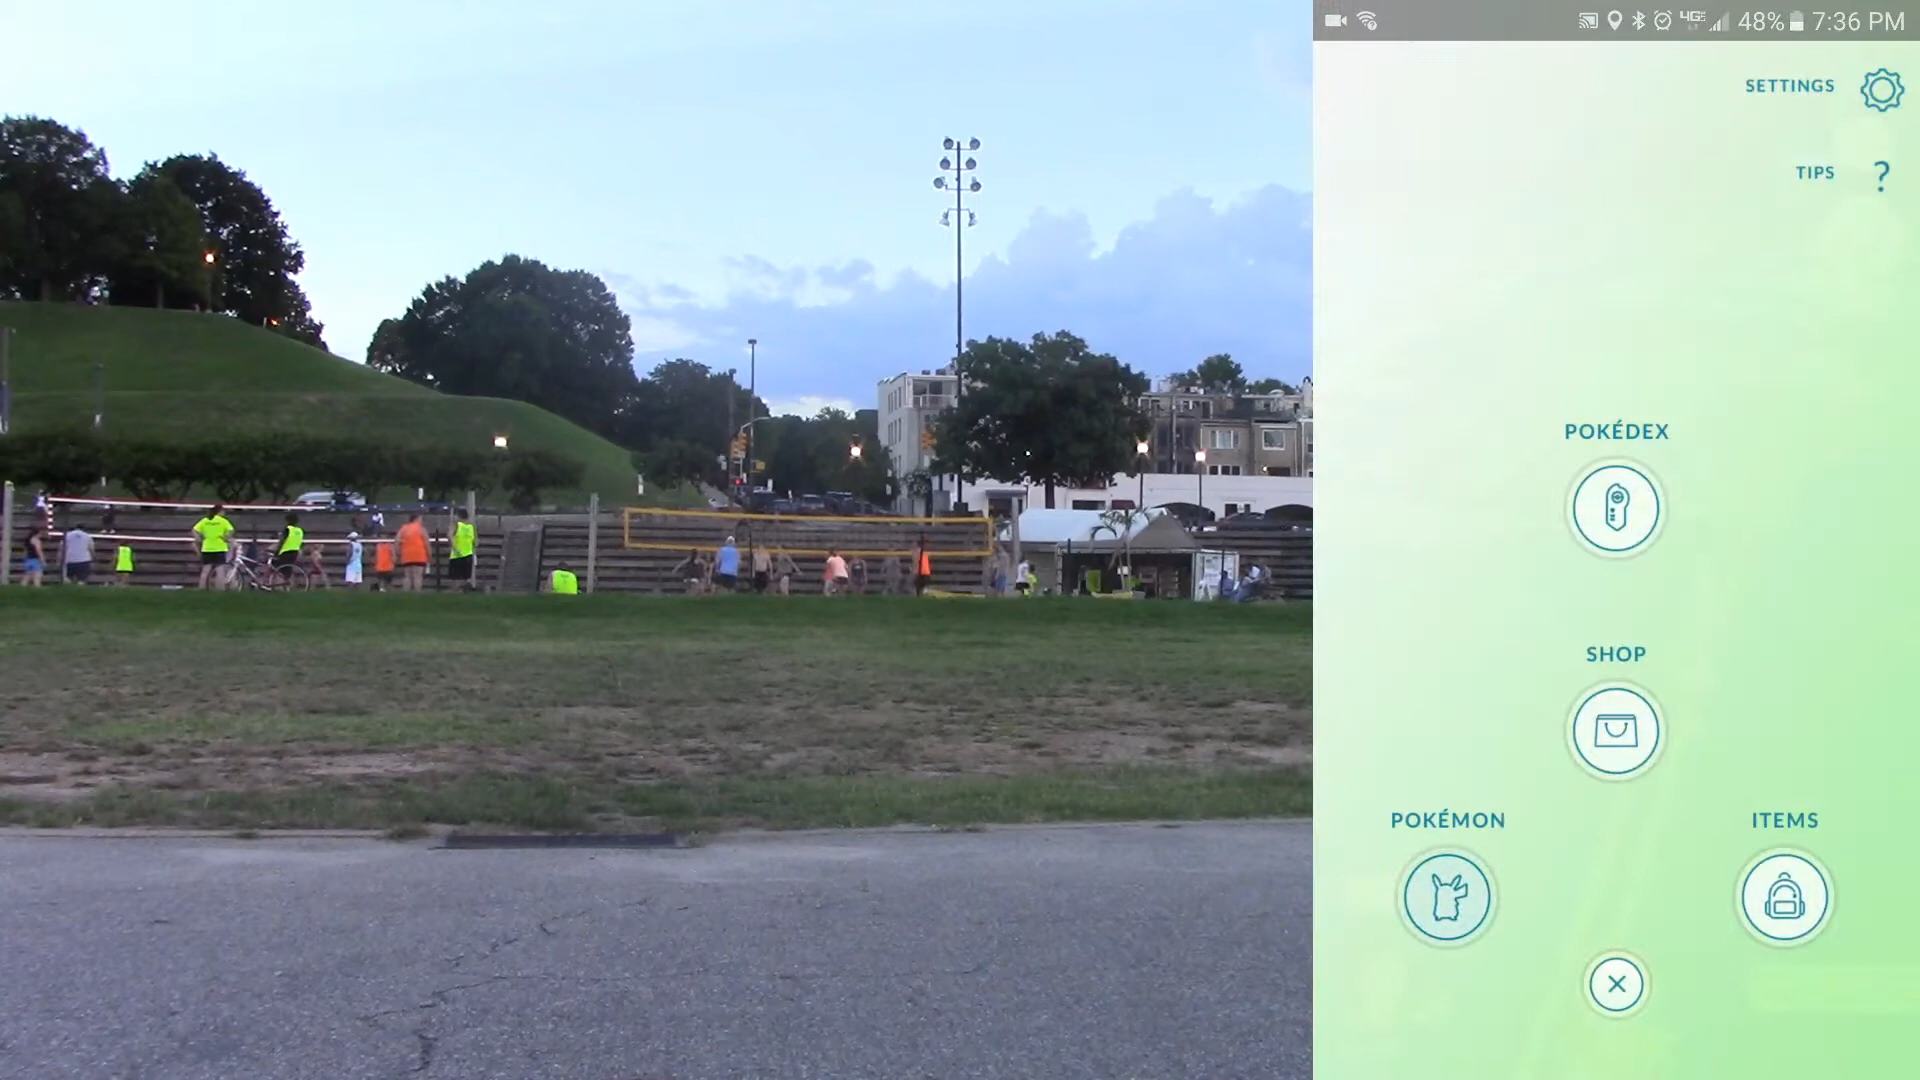 48% 7:36 PM
SETTINGS
TIPS ?
POKÉDEX
SHOP
POKÉMON ITEMS